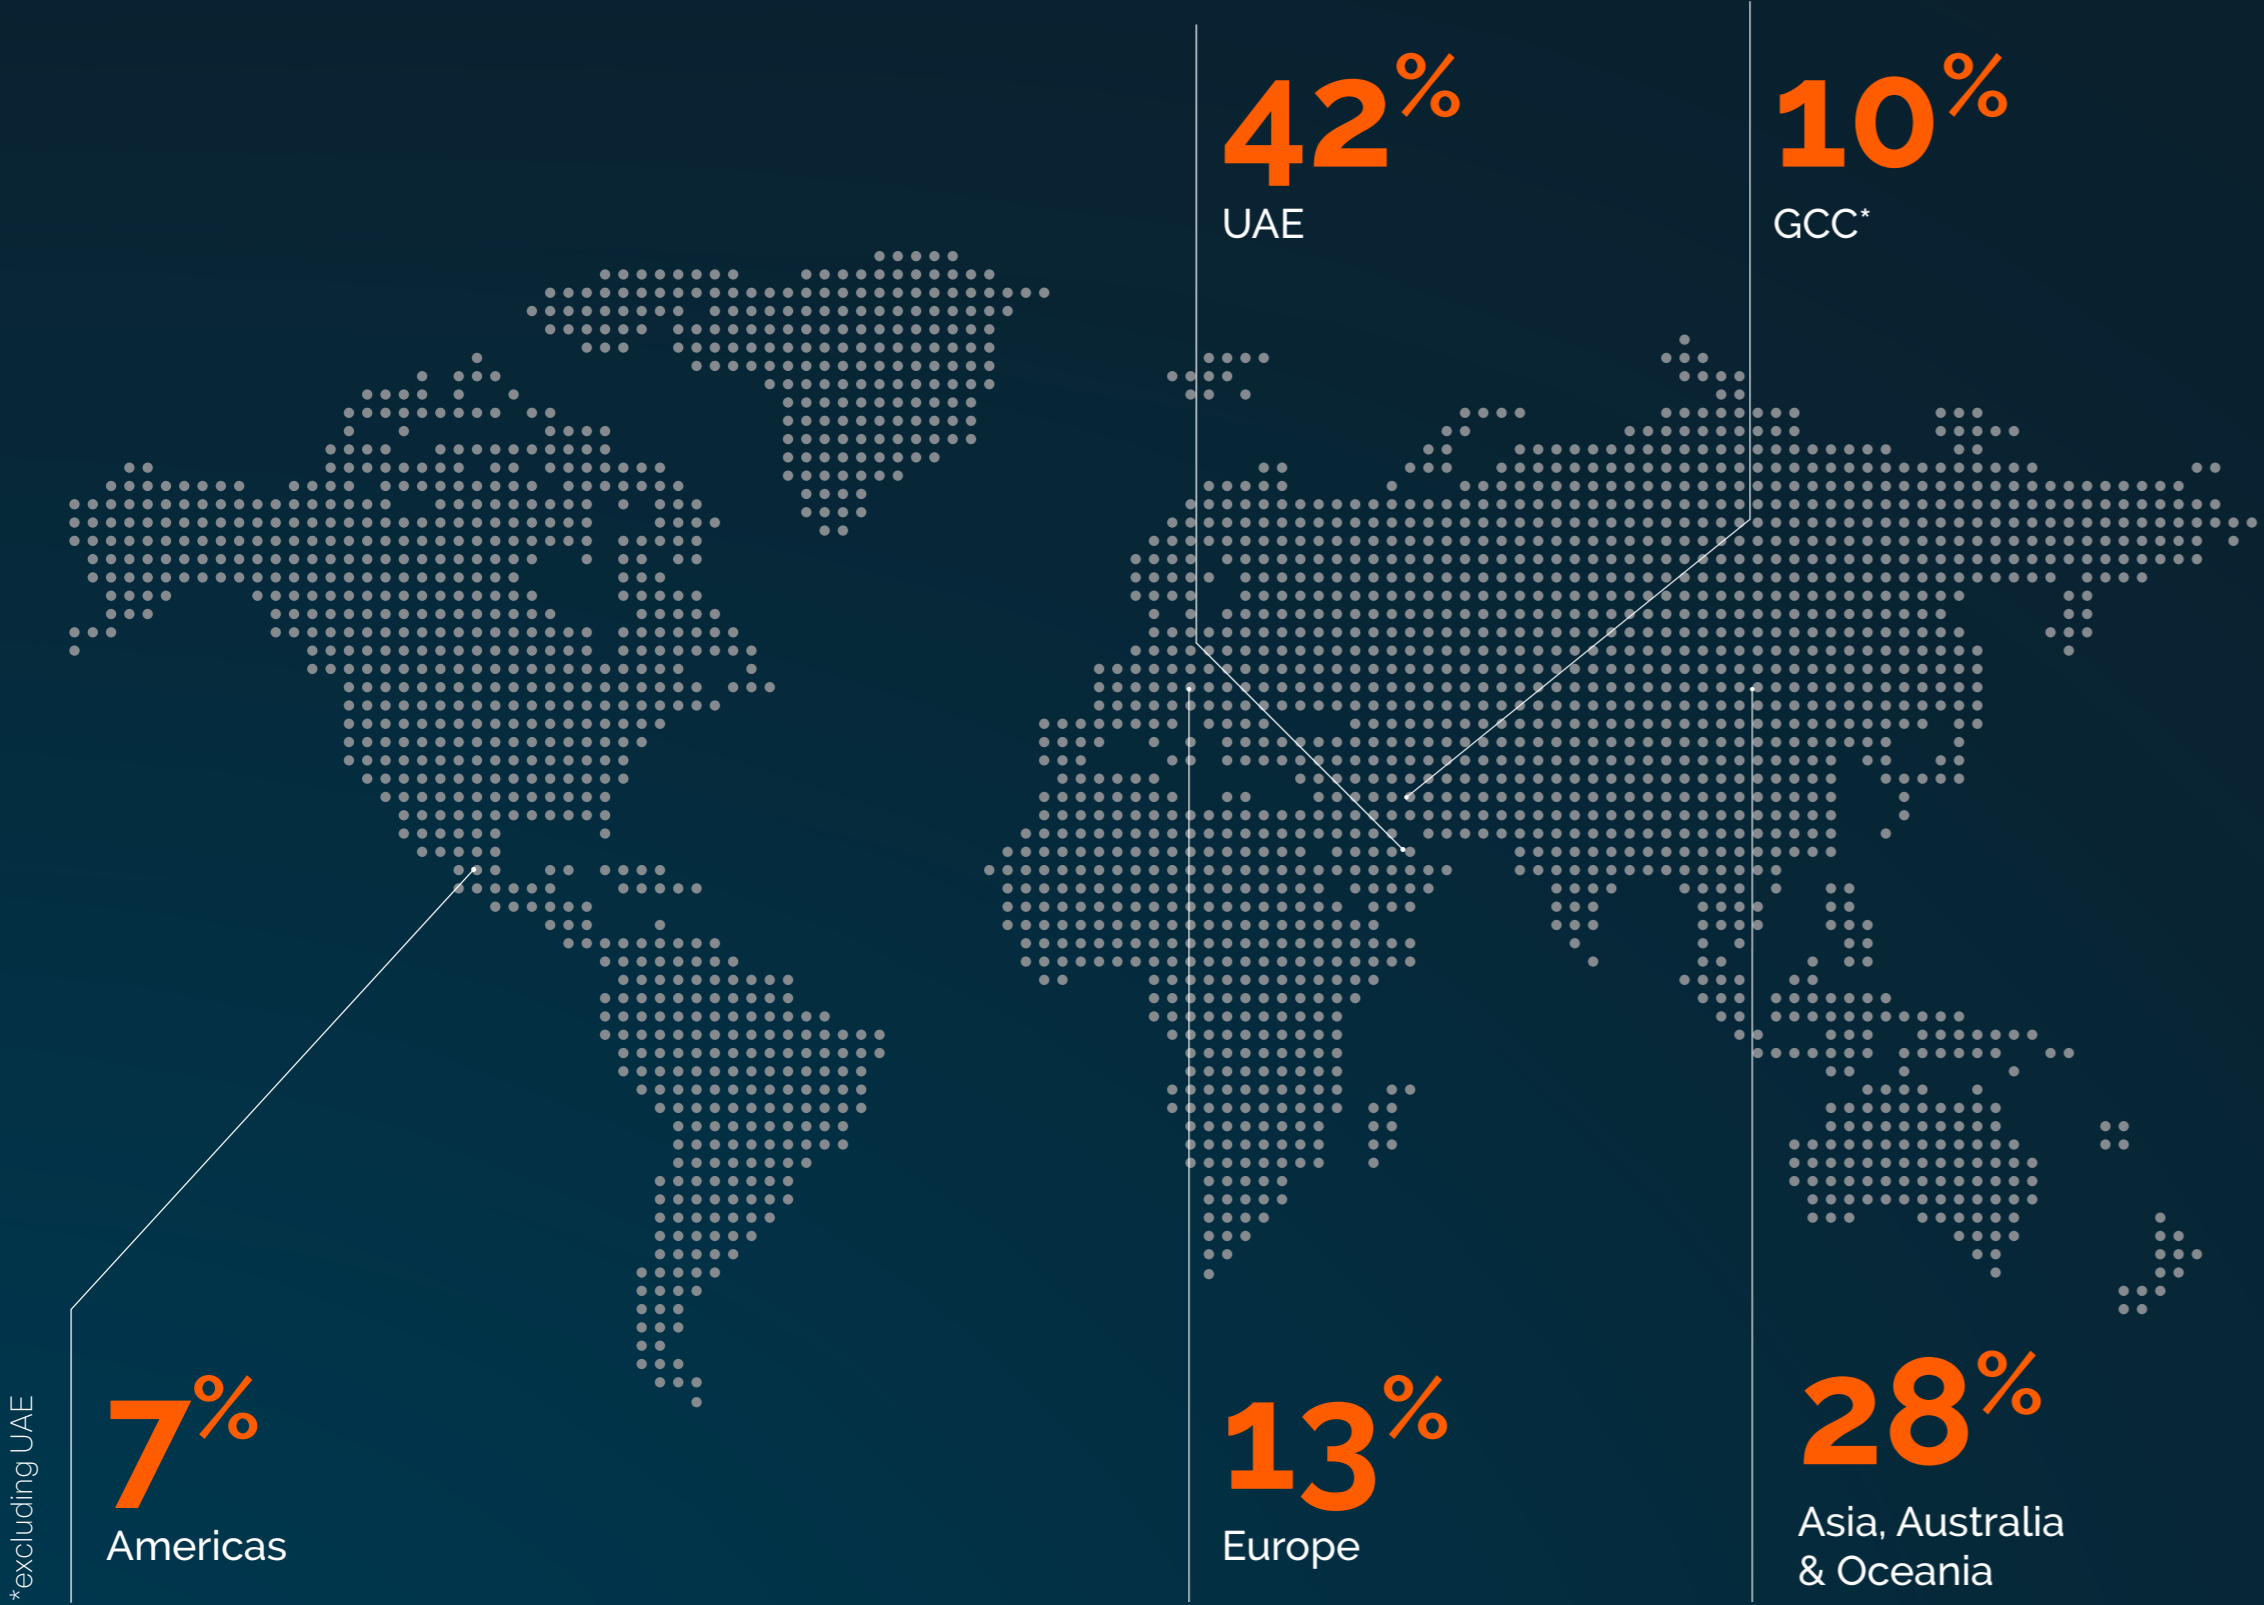 42%
UAE
10%
GCC*
7%
Americas
13%
Europe
28%
Asia, Australia
& Oceania
*excluding UAE